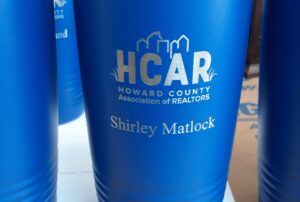 HCAR
HOWARD COUNTY
Association of REALTORS
Shirley Matlock